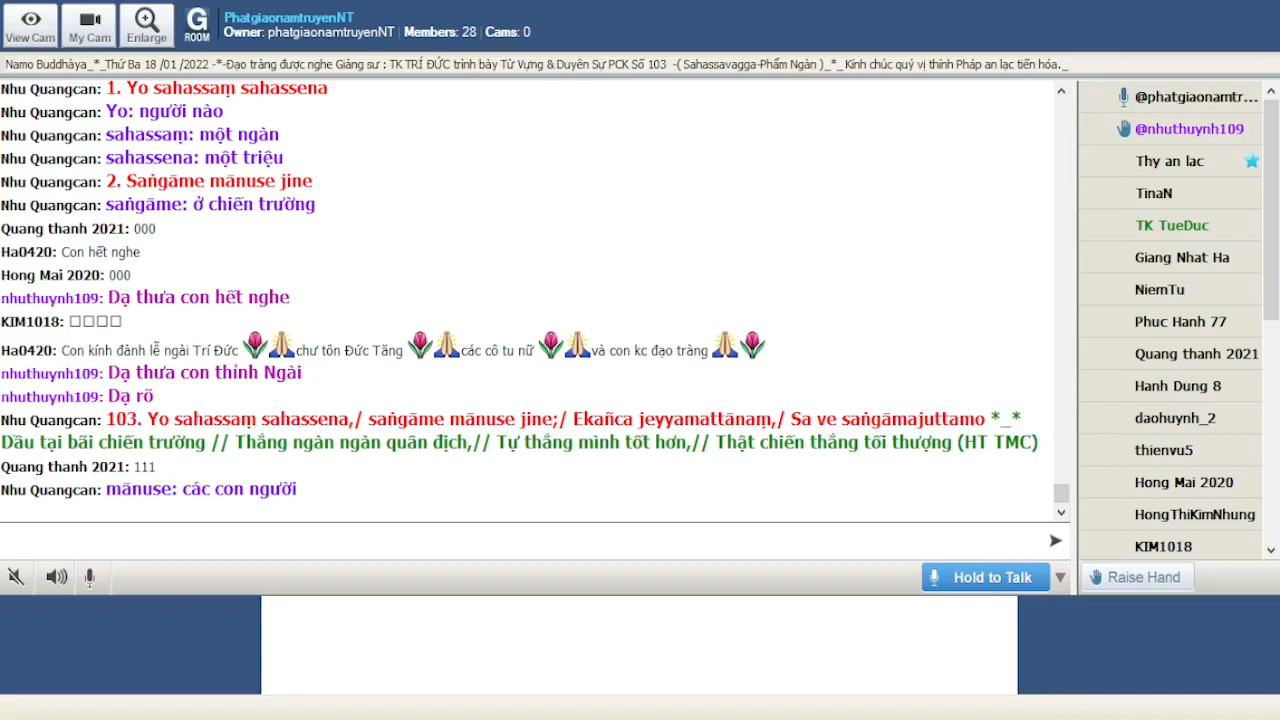 View Cam
My Cam
Enlarge
G
ROOM
PhatgiaonamtruyenNT
Owner: phatgiaonamtruyenNT | Members: 28 | Cams: 0
Namo Buddhàya_*_Thứ Ba 18 /01 /2022 -*-Đạo tràng được nghe Giảng sư : TK TRÍ ĐỨC trình bày Từ Vựng & Duyên Sự PCK Số 103 -( Sahassavagga-Phẩm Ngàn )_*_Kính chúc quý vị thính Pháp an lạc tiến hóa._
Nhu Quangcan: 1. Yo sahassaṃ sahassena
Nhu Quangcan: Yo: người nào
Nhu Quangcan: sahassaṃ: một ngàn
Nhu Quangcan: sahassena: một triệu
Nhu Quangcan: 2. Saṅgāme mānuse jine
Nhu Quangcan: saṅgāme: ở chiến trường
Quang thanh 2021: 000
Ha0420: Con hết nghe
Hong Mai 2020: 000
nhuthuynh109: Dạ thưa con hết nghe
KIM1018: □□□□
Ha0420: Con kính đảnh lễ ngài Trí Đức 🌷🙏chư tôn Đức Tăng 🌷🙏các cô tu nữ 🌷🙏và con kc đạo tràng 🙏🌷
nhuthuynh109: Dạ thưa con thỉnh Ngài
nhuthuynh109: Dạ rõ
Nhu Quangcan: 103. Yo sahassaṃ sahassena,/ saṅgāme mānuse jine;/ Ekañca jeyyamattānaṃ,/ Sa ve saṅgāmajuttamo *_*
Dầu tại bãi chiến trường // Thắng ngàn ngàn quân địch,// Tự thắng mình tốt hơn,// Thật chiến thắng tối thượng (HT TMC)
Quang thanh 2021: 111
Nhu Quangcan: mānuse: các con người
@phatgiaonamtr...
@nhuthuynh109
Thy an lac
TinaN
TK TueDuc
Giang Nhat Ha
NiemTu
Phuc Hanh 77
Quang thanh 2021
Hanh Dung 8
daohuynh_2
thienvu5
Hong Mai 2020
HongThiKimNhung
KIM1018
Hold to Talk
Raise Hand